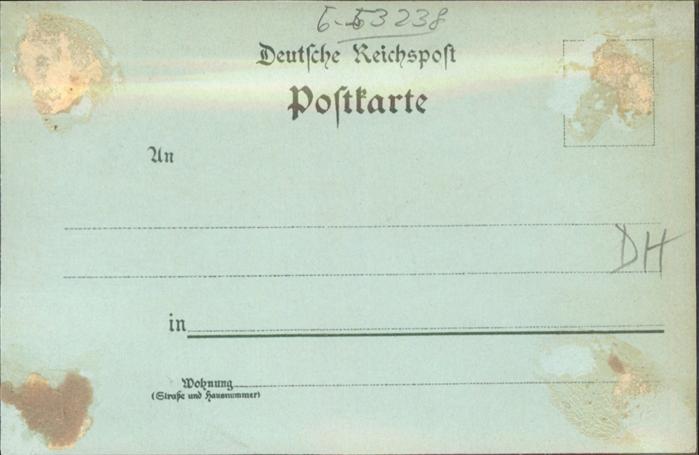 6-53238
Deutsche Reichspost
Postkarte
An
DH
in
Wohnung
(Straße und Hausnummer)